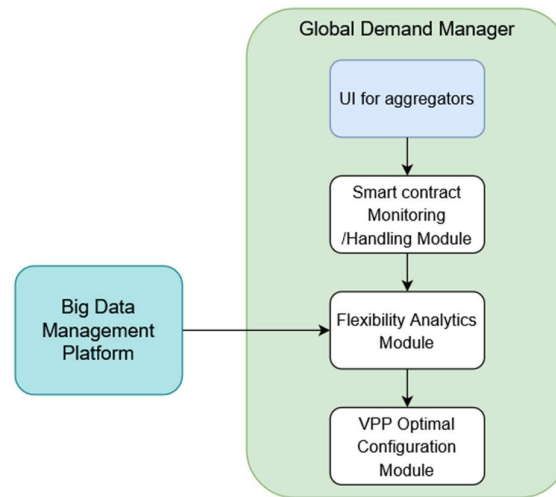 Global Demand Manager
UI for aggregators
Smart contract
Monitoring
/Handling Module
Big Data
Management
Platform
Flexibility Analytics
Module
VPP Optimal
Configuration
Module